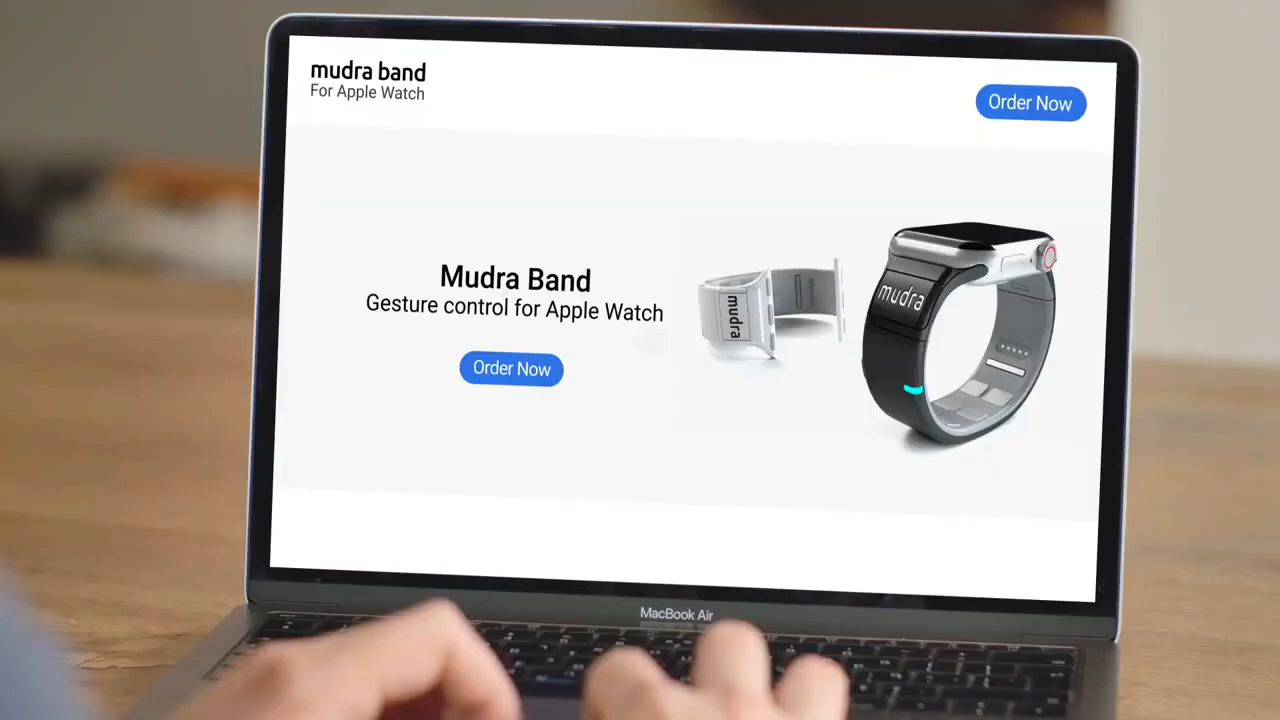 mudra band
For Apple Watch
Order Now
Mudra Band
Gesture control for Apple Watch
Order Now
mudra
mudra
MacBook Air